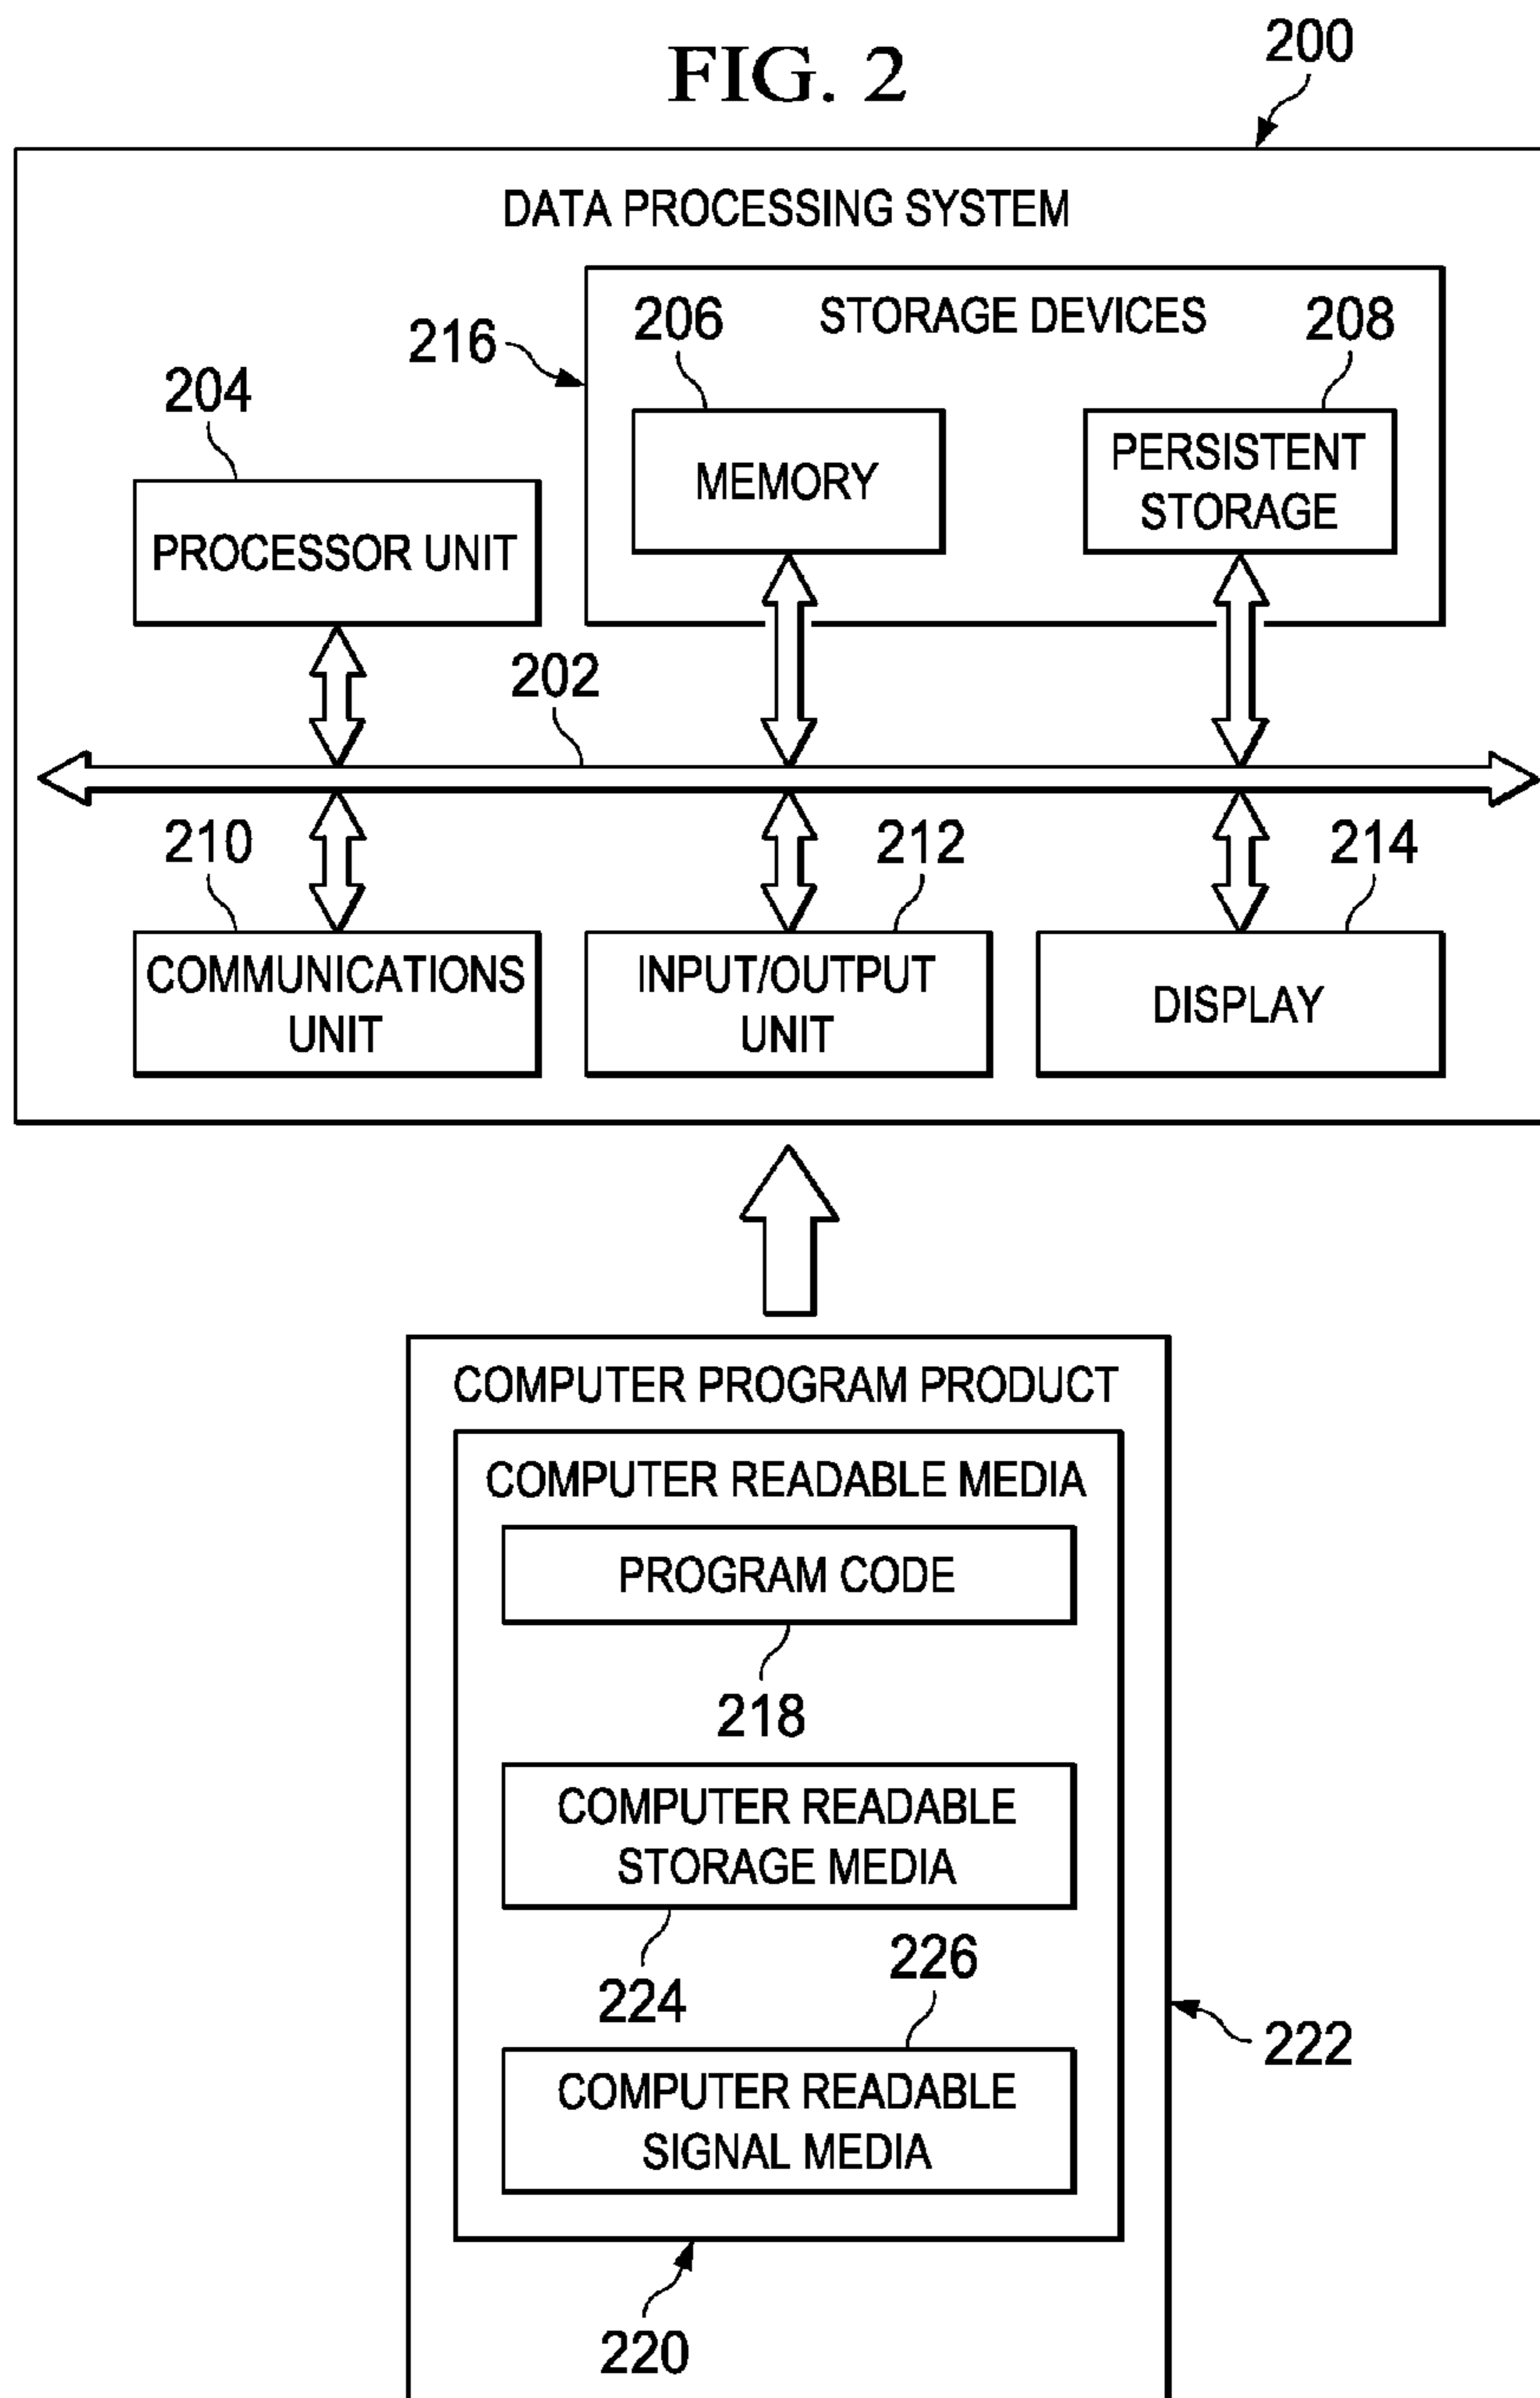 FIG. 2
200
DATA PROCESSING SYSTEM
216
206
STORAGE DEVICES
208
204
MEMORY
PERSISTENT
STORAGE
PROCESSOR UNIT
202
210
212
214
COMMUNICATIONS
UNIT
INPUT/OUTPUT
UNIT
DISPLAY
COMPUTER PROGRAM PRODUCT
COMPUTER READABLE MEDIA
PROGRAM CODE
218
COMPUTER READABLE
STORAGE MEDIA
224
226
222
COMPUTER READABLE
SIGNAL MEDIA
220